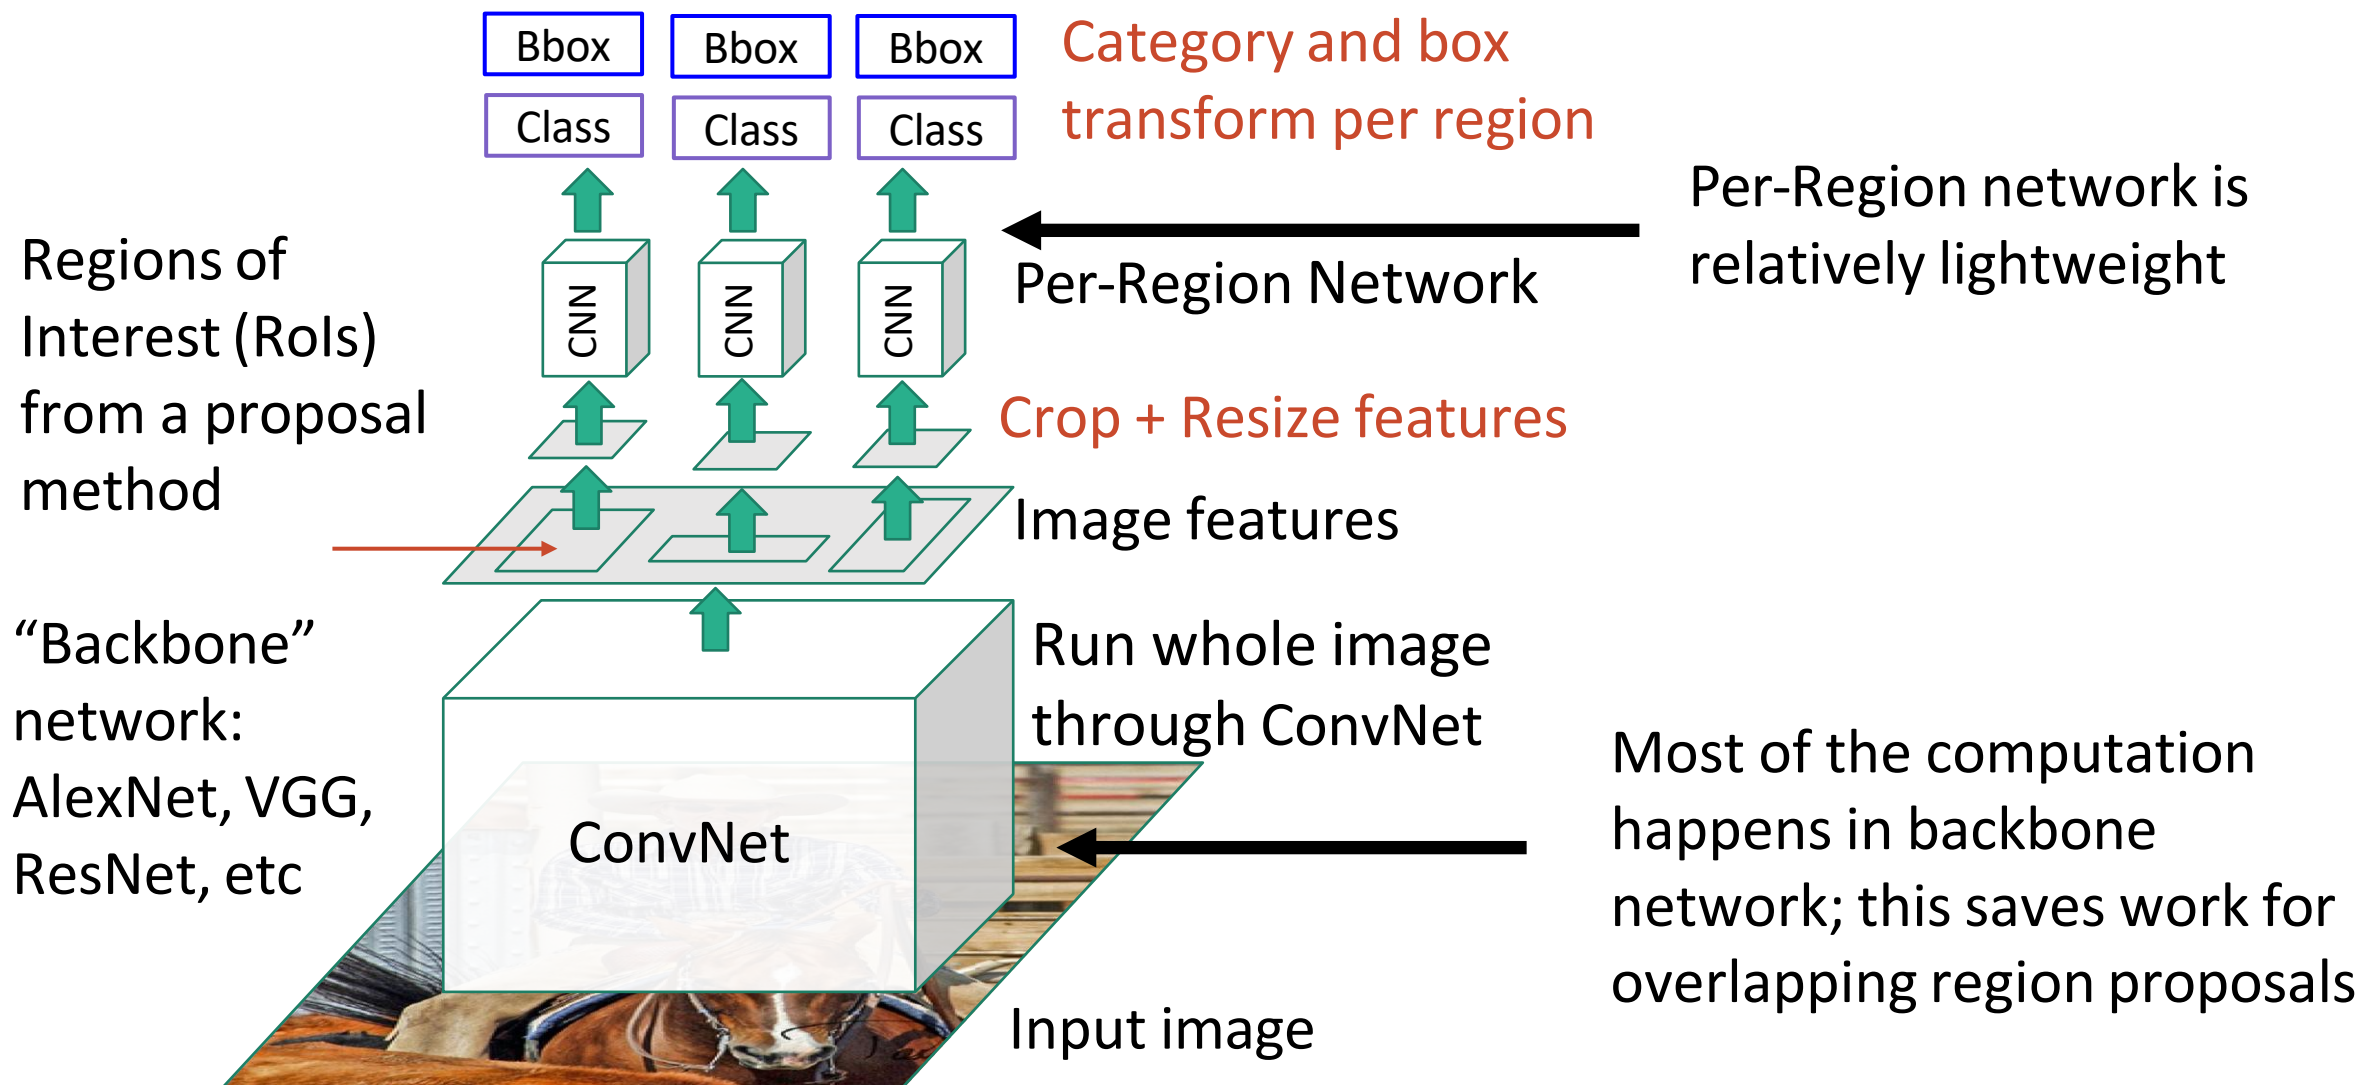 Bbox
Bbox
Bbox
Class
Class
Class
Category and box
transform per region
Per-Region network is
relatively lightweight
Regions of
Interest (RoIs)
from a proposal
method
CNN
CNN
CNN
Per-Region Network
Crop + Resize features
Image features
“Backbone”
network:
AlexNet, VGG,
ResNet, etc
Run whole image
through ConvNet
ConvNet
Most of the computation
happens in backbone
network; this saves work for
overlapping region proposals
Input image